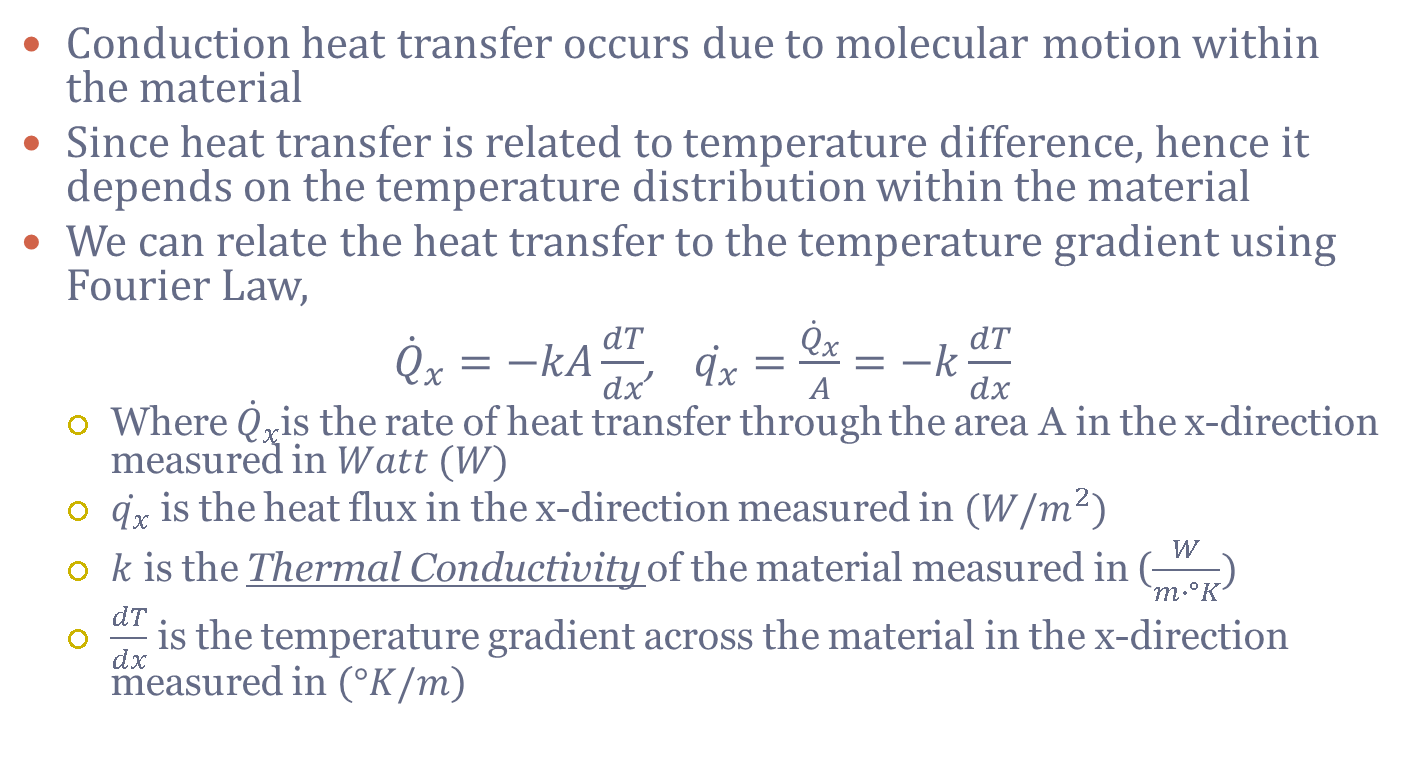 • Conduction heat transfer occurs due to molecular motion within
the material
• Since heat transfer is related to temperature difference, hence it
depends on the temperature distribution within the material
• We can relate the heat transfer to the temperature gradient using
Fourier Law,
Q̇ₓ = −kA dT/dx, q̇ₓ = Q̇ₓ/A = −k dT/dx
○ Where Q̇ₓ is the rate of heat transfer through the area A in the x-direction
measured in Watt (W)
○ q̇ₓ is the heat flux in the x-direction measured in (W/m²)
○ k is the Thermal Conductivity of the material measured in (W/m·°K)
○ dT/dx is the temperature gradient across the material in the x-direction
measured in (°K/m)